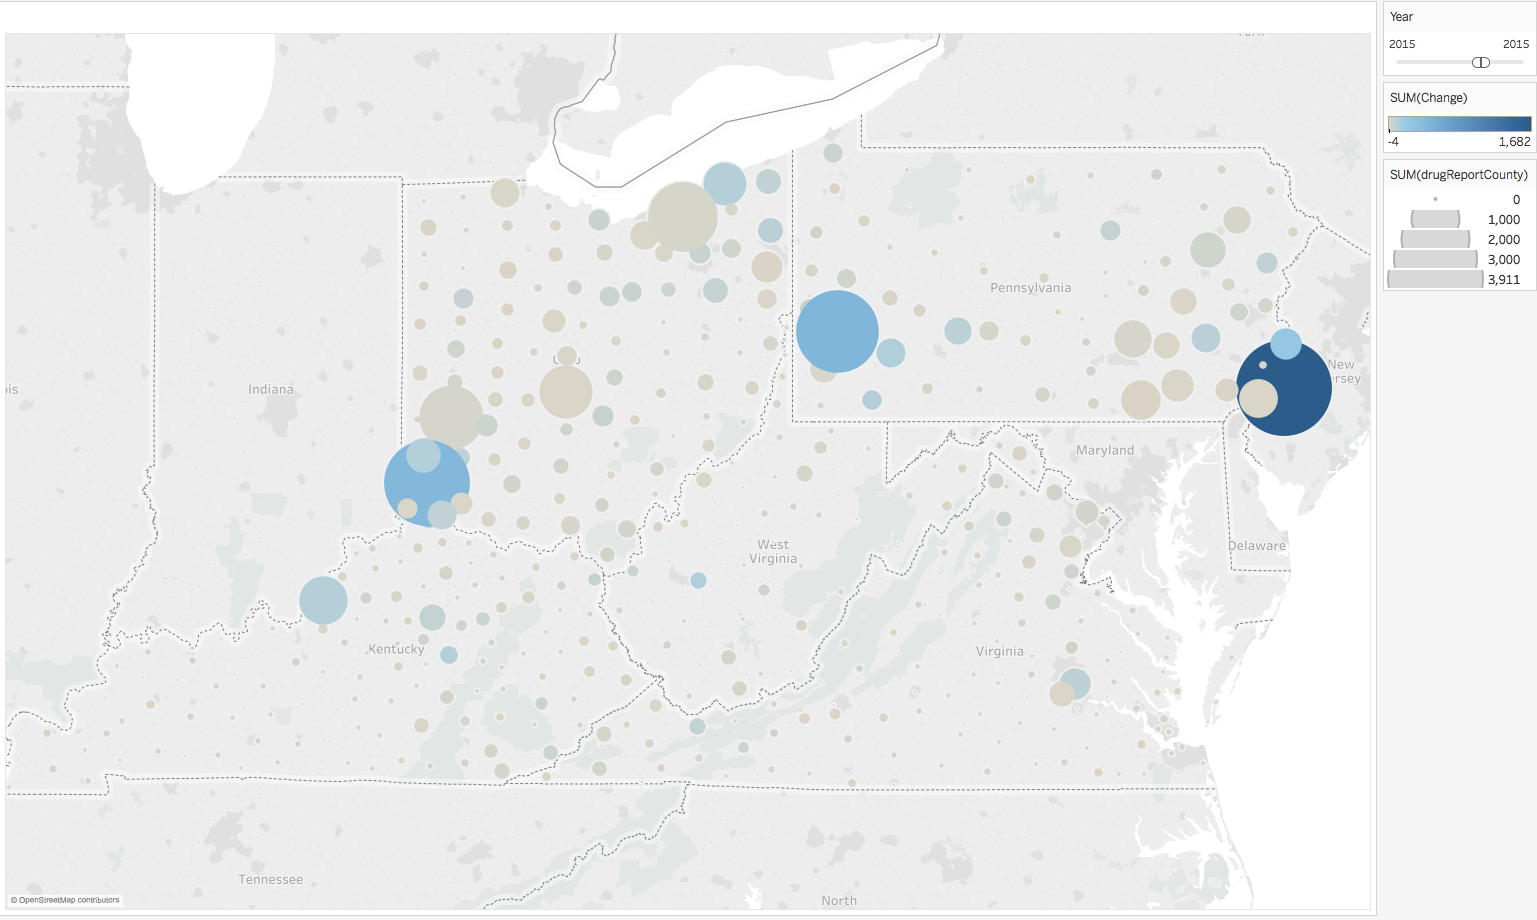 Year
2015 2015
SUM(Change)
-4 1,682
SUM(drugReportCounty)
0
1,000
2,000
3,000
3,911
Pennsylvania
New
Indiana
Maryland
West
Virginia
Delaware
Kentucky
Virginia
Tennessee
North
© OpenStreetMap contributors